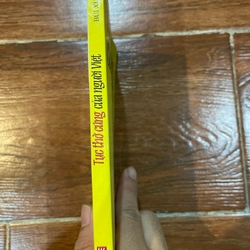 Tục thờ cúng của người Việt